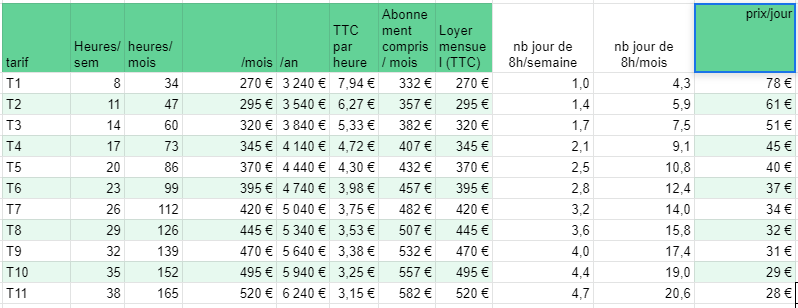 tarif Heures/sem heures/mois /mois /an TTC par heure Abonnement compris / mois Loyer mensuel (TTC) nb jour de 8h/semaine nb jour de 8h/mois prix/jour
T1 8 34 270 € 3 240 € 7,94 € 332 € 270 € 1,0 4,3 78 €
T2 11 47 295 € 3 540 € 6,27 € 357 € 295 € 1,4 5,9 61 €
T3 14 60 320 € 3 840 € 5,33 € 382 € 320 € 1,7 7,5 51 €
T4 17 73 345 € 4 140 € 4,72 € 407 € 345 € 2,1 9,1 45 €
T5 20 86 370 € 4 440 € 4,30 € 432 € 370 € 2,5 10,8 40 €
T6 23 99 395 € 4 740 € 3,98 € 457 € 395 € 2,8 12,4 37 €
T7 26 112 420 € 5 040 € 3,75 € 482 € 420 € 3,2 14,0 34 €
T8 29 126 445 € 5 340 € 3,53 € 507 € 445 € 3,6 15,8 32 €
T9 32 139 470 € 5 640 € 3,38 € 532 € 470 € 4,0 17,4 31 €
T10 35 152 495 € 5 940 € 3,25 € 557 € 495 € 4,4 19,0 29 €
T11 38 165 520 € 6 240 € 3,15 € 582 € 520 € 4,7 20,6 28 €